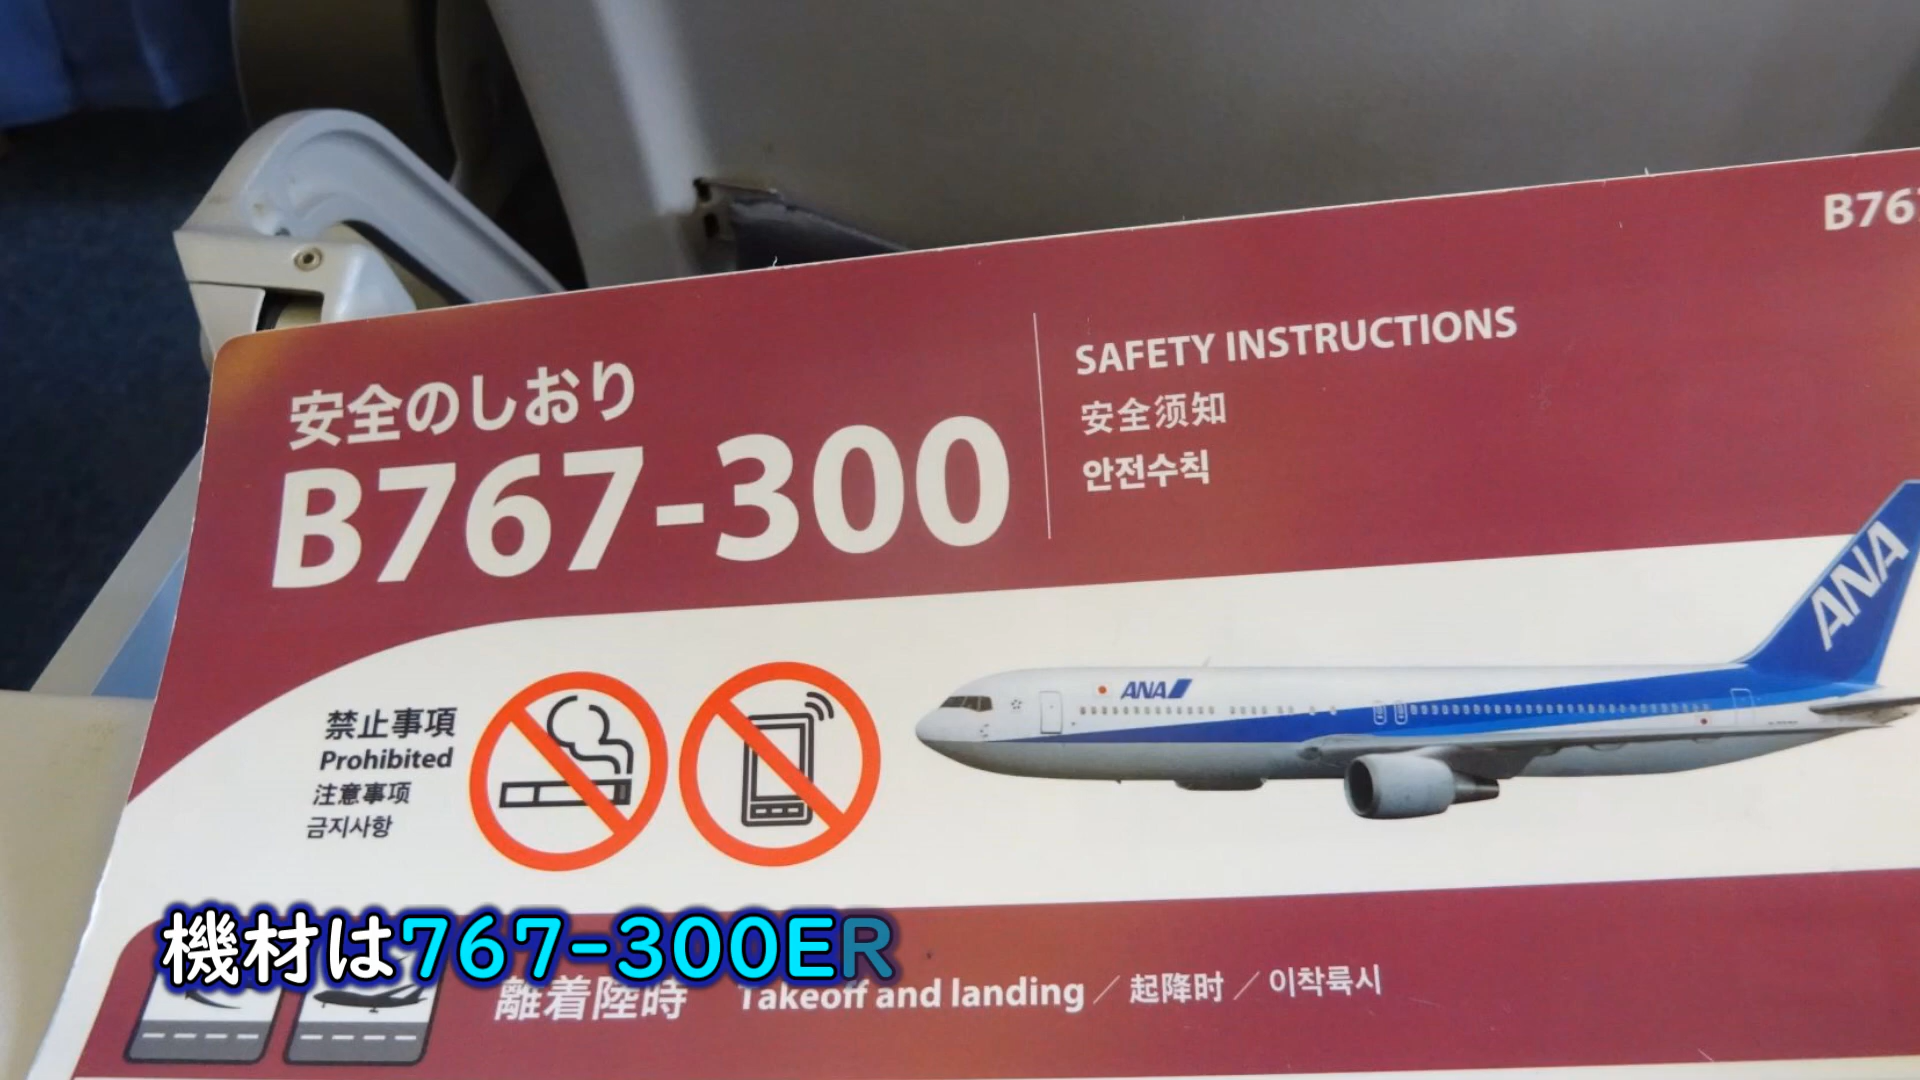 B767
安全のしおり
B767-300
SAFETY INSTRUCTIONS
安全须知
안전수칙
ANA
ANA
禁止事項
Prohibited
注意事项
금지사항
機材は767-300ER
離着陸時 Takeoff and landing ／ 起降时 ／ 이착륙시